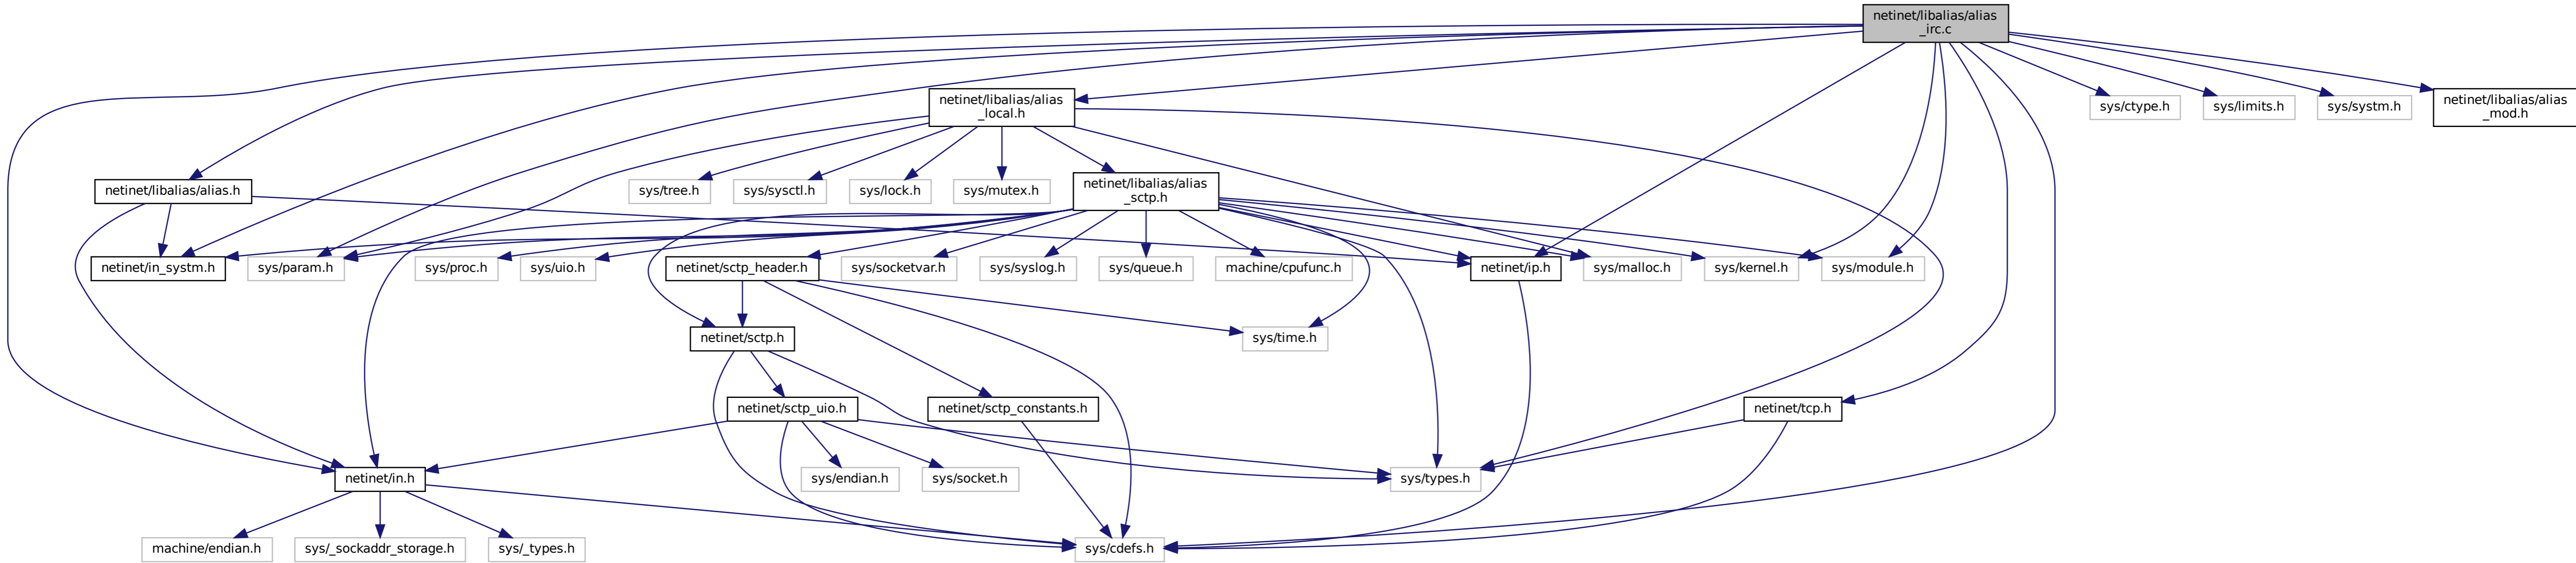 netinet/libalias/alias
_irc.c
netinet/libalias/alias
_local.h
sys/ctype.h
sys/limits.h
sys/systm.h
netinet/libalias/alias
_mod.h
netinet/libalias/alias.h
sys/tree.h
sys/sysctl.h
sys/lock.h
sys/mutex.h
netinet/libalias/alias
_sctp.h
netinet/in_systm.h
sys/param.h
sys/proc.h
sys/uio.h
netinet/sctp_header.h
sys/socketvar.h
sys/syslog.h
sys/queue.h
machine/cpufunc.h
netinet/ip.h
sys/malloc.h
sys/kernel.h
sys/module.h
netinet/sctp.h
sys/time.h
netinet/sctp_uio.h
netinet/sctp_constants.h
netinet/tcp.h
netinet/in.h
sys/endian.h
sys/socket.h
sys/types.h
machine/endian.h
sys/_sockaddr_storage.h
sys/_types.h
sys/cdefs.h